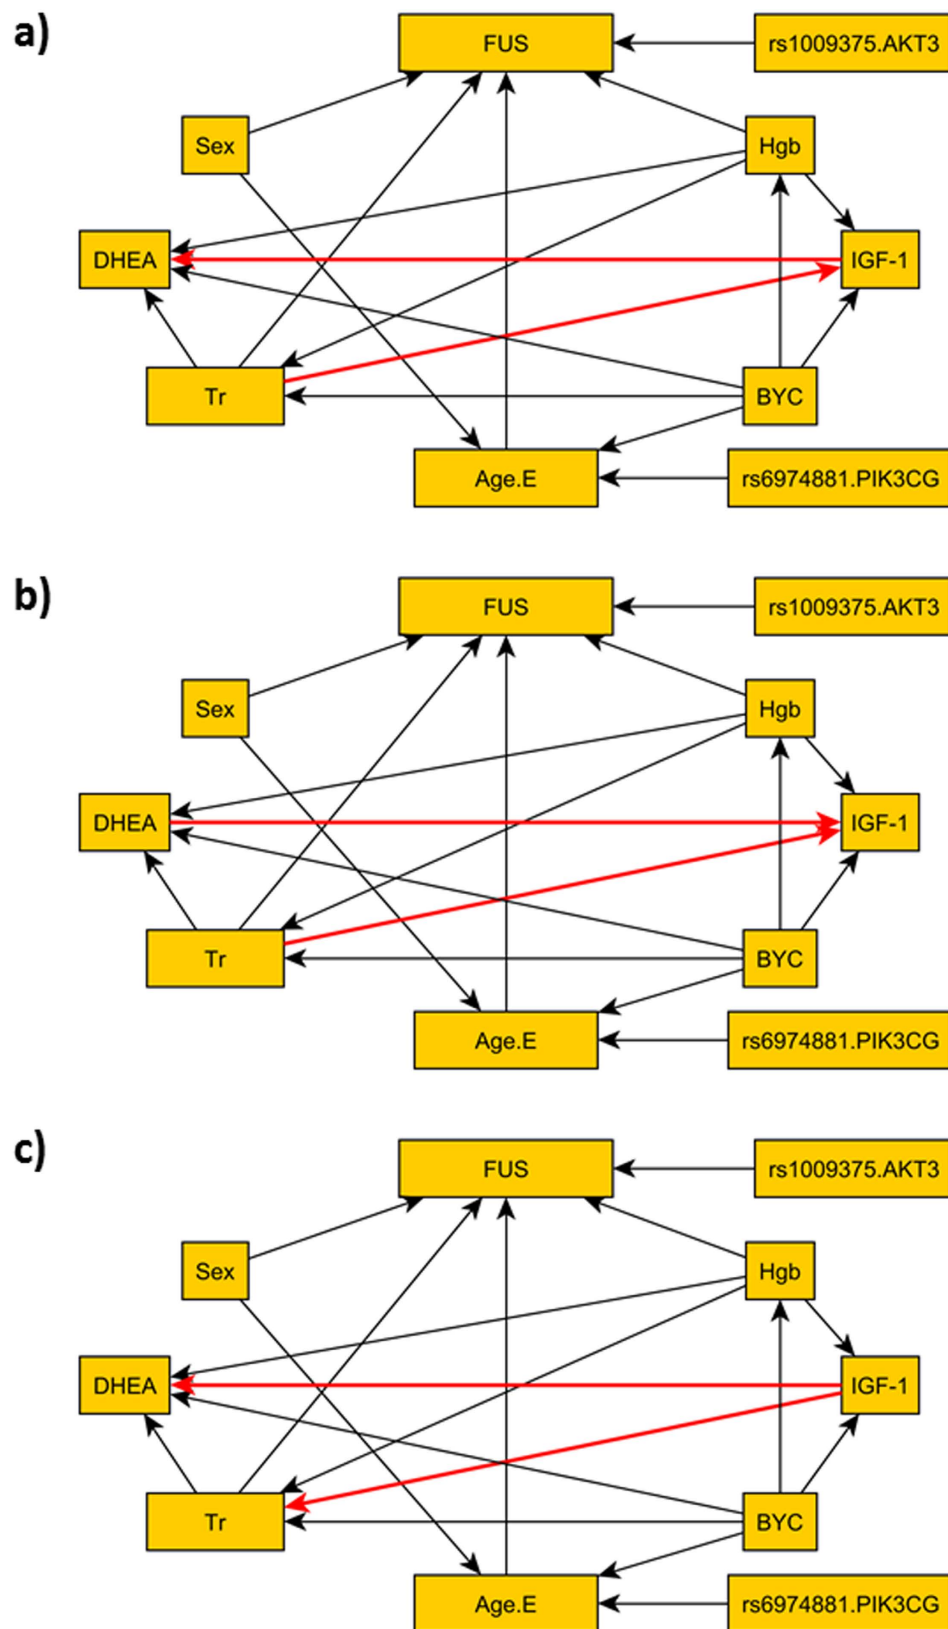 a)
FUS
rs1009375.AKT3
Sex
Hgb
DHEA
IGF-1
Tr
BYC
Age.E
rs6974881.PIK3CG
b)
FUS
rs1009375.AKT3
Sex
Hgb
DHEA
IGF-1
Tr
BYC
Age.E
rs6974881.PIK3CG
c)
FUS
rs1009375.AKT3
Sex
Hgb
DHEA
IGF-1
Tr
BYC
Age.E
rs6974881.PIK3CG